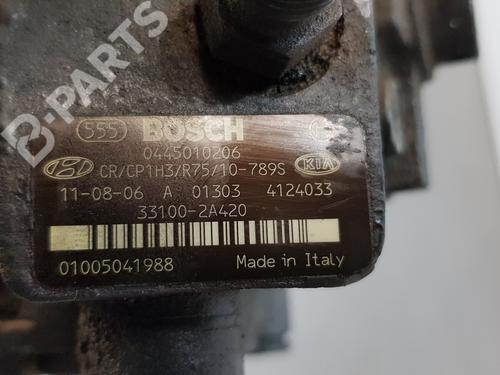 B-PARTS
555 BOSCH
0445010206
CR/CP1H3/R75/10-789S KIA
11-08-06 A 01303 4124033
33100-2A420
01005041988 Made in Italy